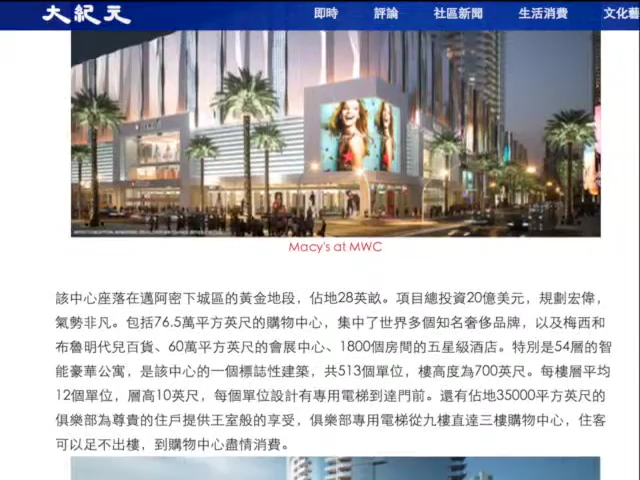 大紀元
即時 評論 社區新聞 生活消費 文化藝
Macy's at MWC
該中心座落在邁阿密下城區的黃金地段，佔地28英畝。項目總投資20億美元，規劃宏偉，
氣勢非凡。包括76.5萬平方英尺的購物中心，集中了世界多個知名奢侈品牌，以及梅西和
布魯明代兒百貨、60萬平方英尺的會展中心、1800個房間的五星級酒店。特別是54層的智
能豪華公寓，是該中心的一個標誌性建築，共513個單位，樓高度為700英尺。每樓層平均
12個單位，層高10英尺，每個單位設計有專用電梯到達門前。還有佔地35000平方英尺的
俱樂部為尊貴的住戶提供王室般的享受，俱樂部專用電梯從九樓直達三樓購物中心，住客
可以足不出樓，到購物中心盡情消費。